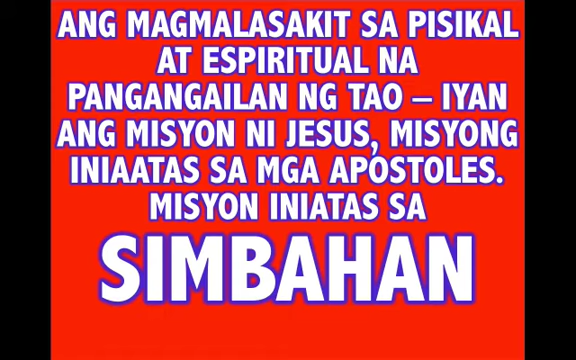 ANG MAGMALASAKIT SA PISIKAL
AT ESPIRITUAL NA
PANGANGAILAN NG TAO – IYAN
ANG MISYON NI JESUS, MISYONG
INIAATAS SA MGA APOSTOLES.
MISYON INIATAS SA
SIMBAHAN